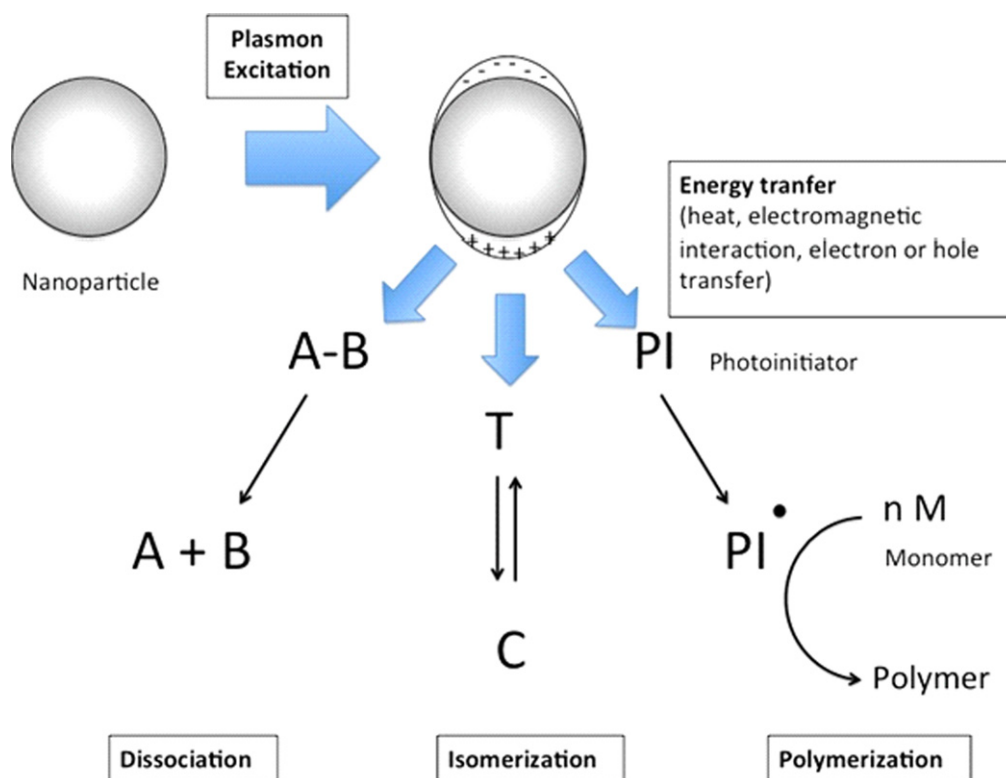 Plasmon
Excitation
- - - - - -
Nanoparticle
+ + + + + + +
Energy tranfer
(heat, electromagnetic
interaction, electron or hole
transfer)
A-B
PI
Photoinitiator
T
A + B
PI •
n M
Monomer
C
Polymer
Dissociation
Isomerization
Polymerization